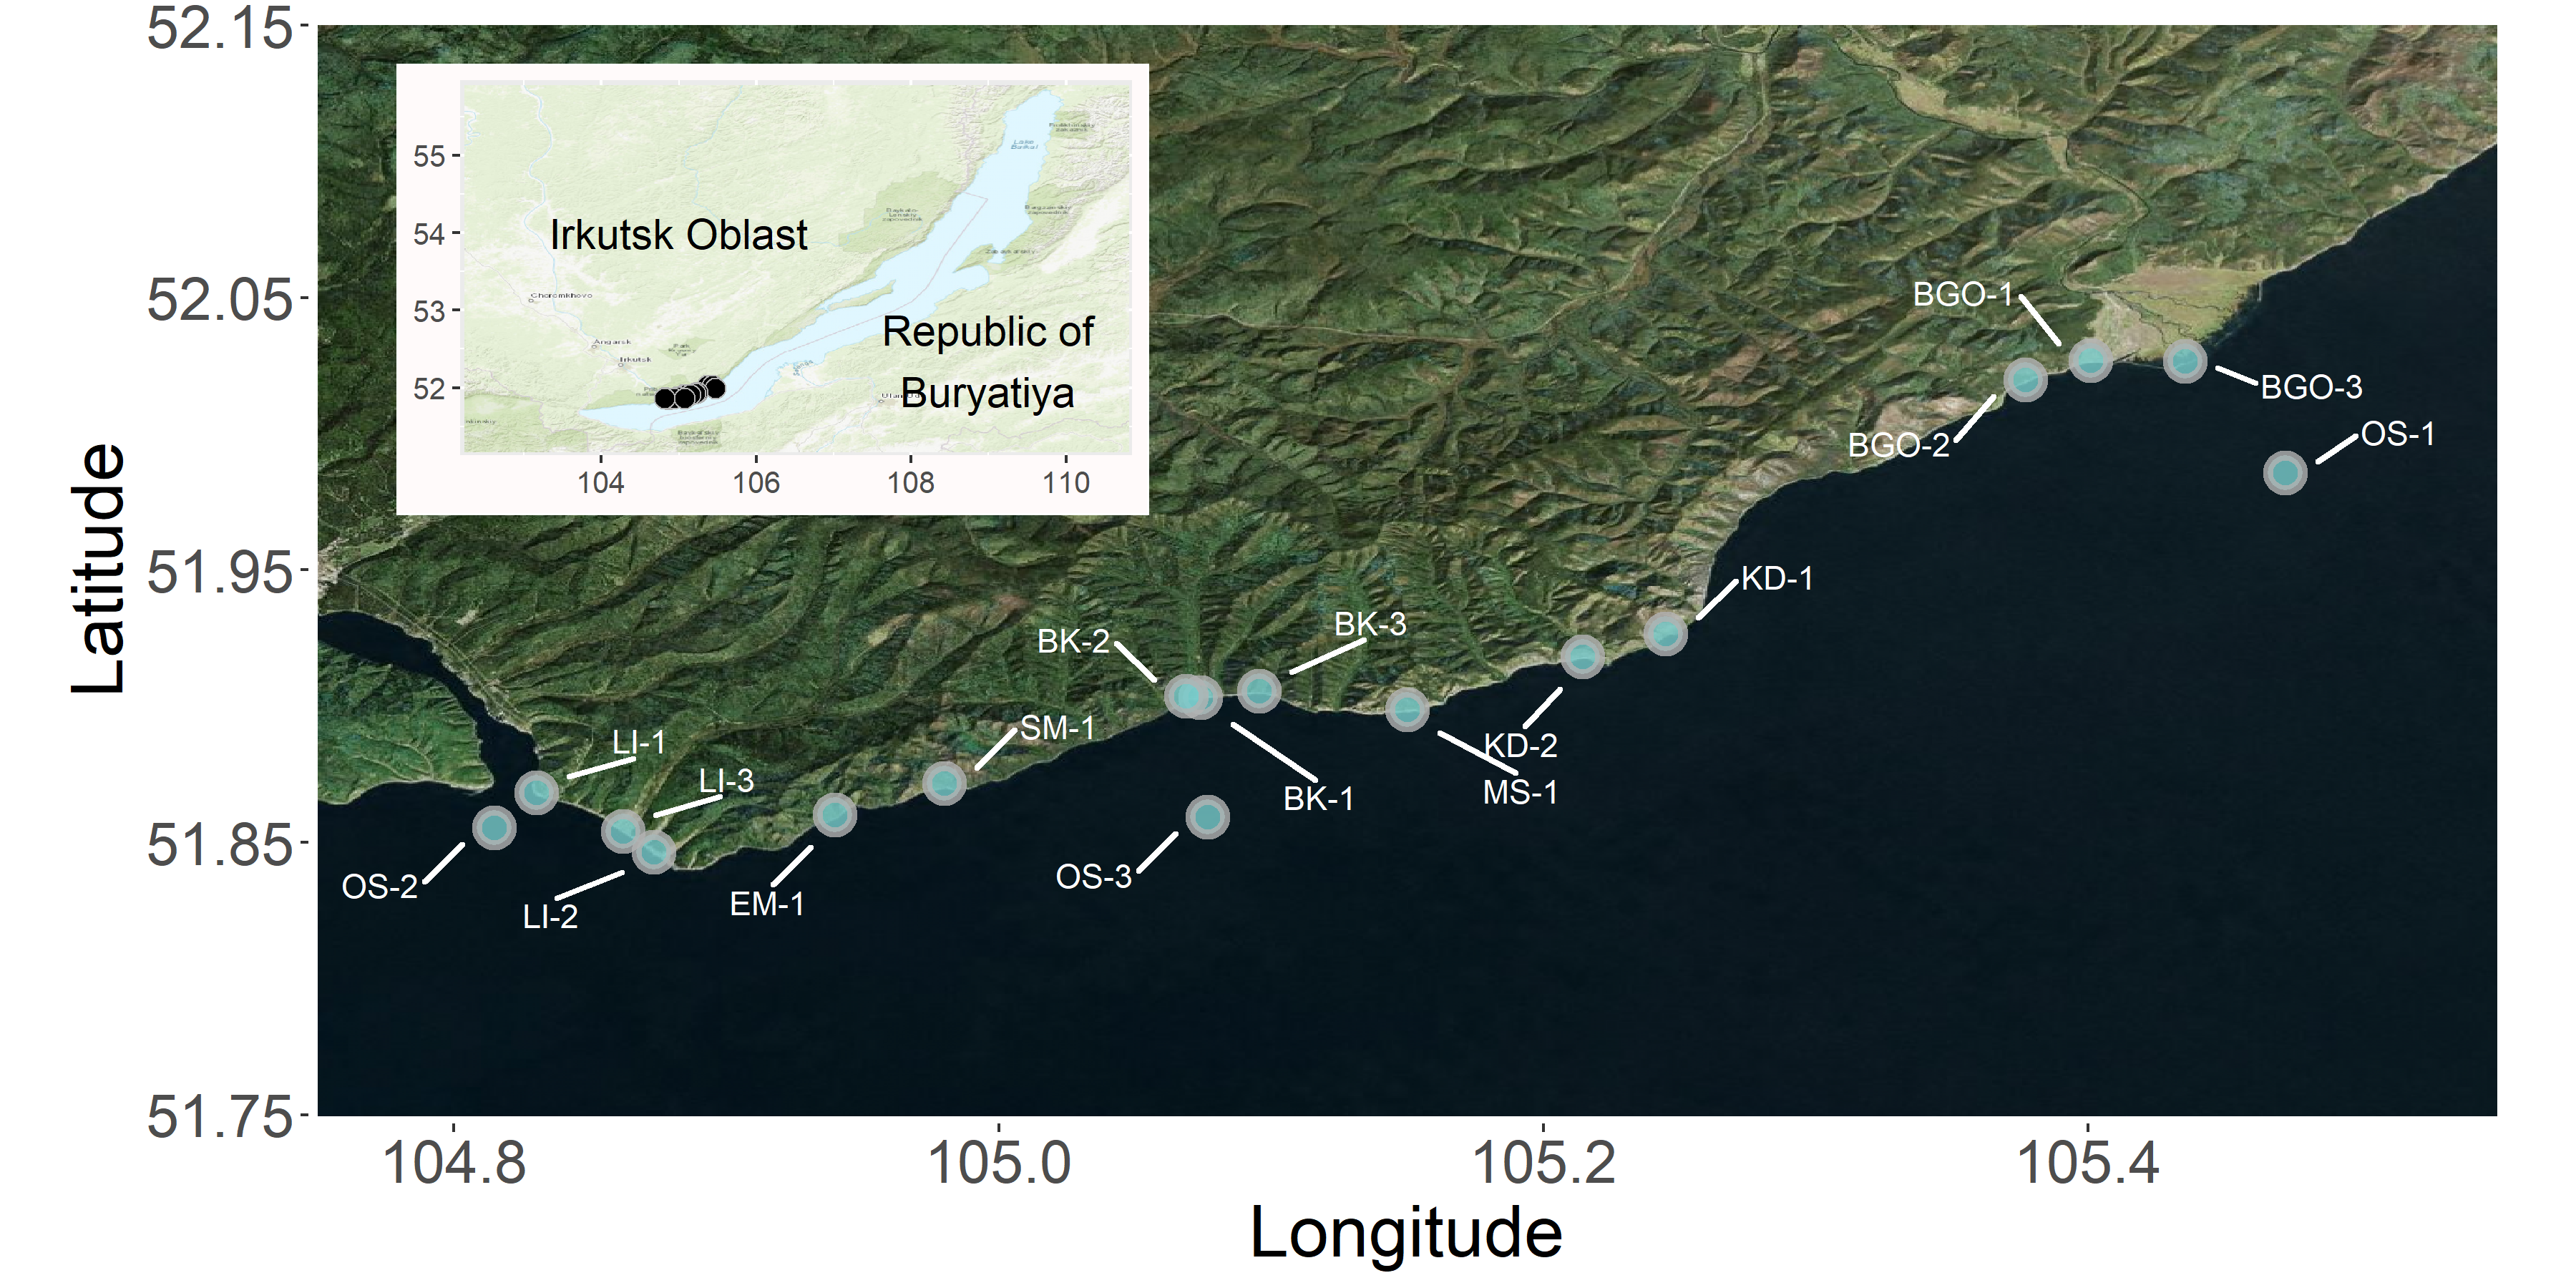 52.15
52.05
51.95
51.85
51.75
Latitude
55
54
53
52
104
106
108
110
Irkutsk Oblast
Republic of
Buryatiya
Angarsk
Irkutsk
BGO-1
BGO-3
OS-1
BGO-2
KD-1
BK-3
BK-2
SM-1
LI-1
KD-2
LI-3
MS-1
BK-1
OS-3
OS-2
EM-1
LI-2
104.8
105.0
105.2
105.4
Longitude